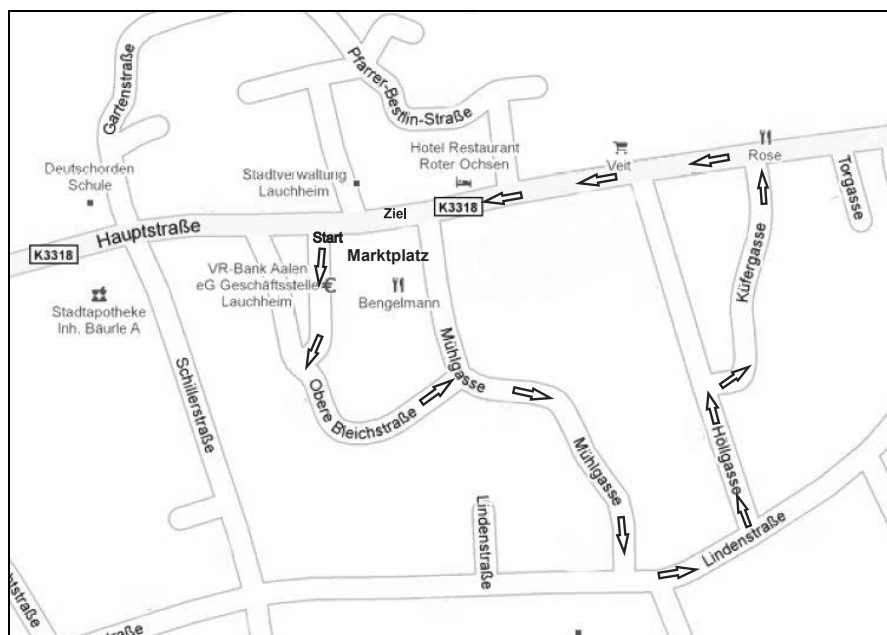 Gartenstraße
Pfarrer-Bestlin-Straße
Hotel Restaurant
Roter Ochsen
Veit
Rose
Torgasse
Deutschorden
Schule
Stadtverwaltung
Lauchheim
Ziel
K3318
Hauptstraße
K3318
Start
Marktplatz
VR-Bank Aalen
eG Geschäftsstelle
Lauchheim
€
Bengelmann
Küfergasse
Stadtapotheke
Inh. Bäurle A
Schillerstraße
Mühlgasse
Obere Bleichstraße
Mühlgasse
Höllgasse
Lindenstraße
Lindenstraße